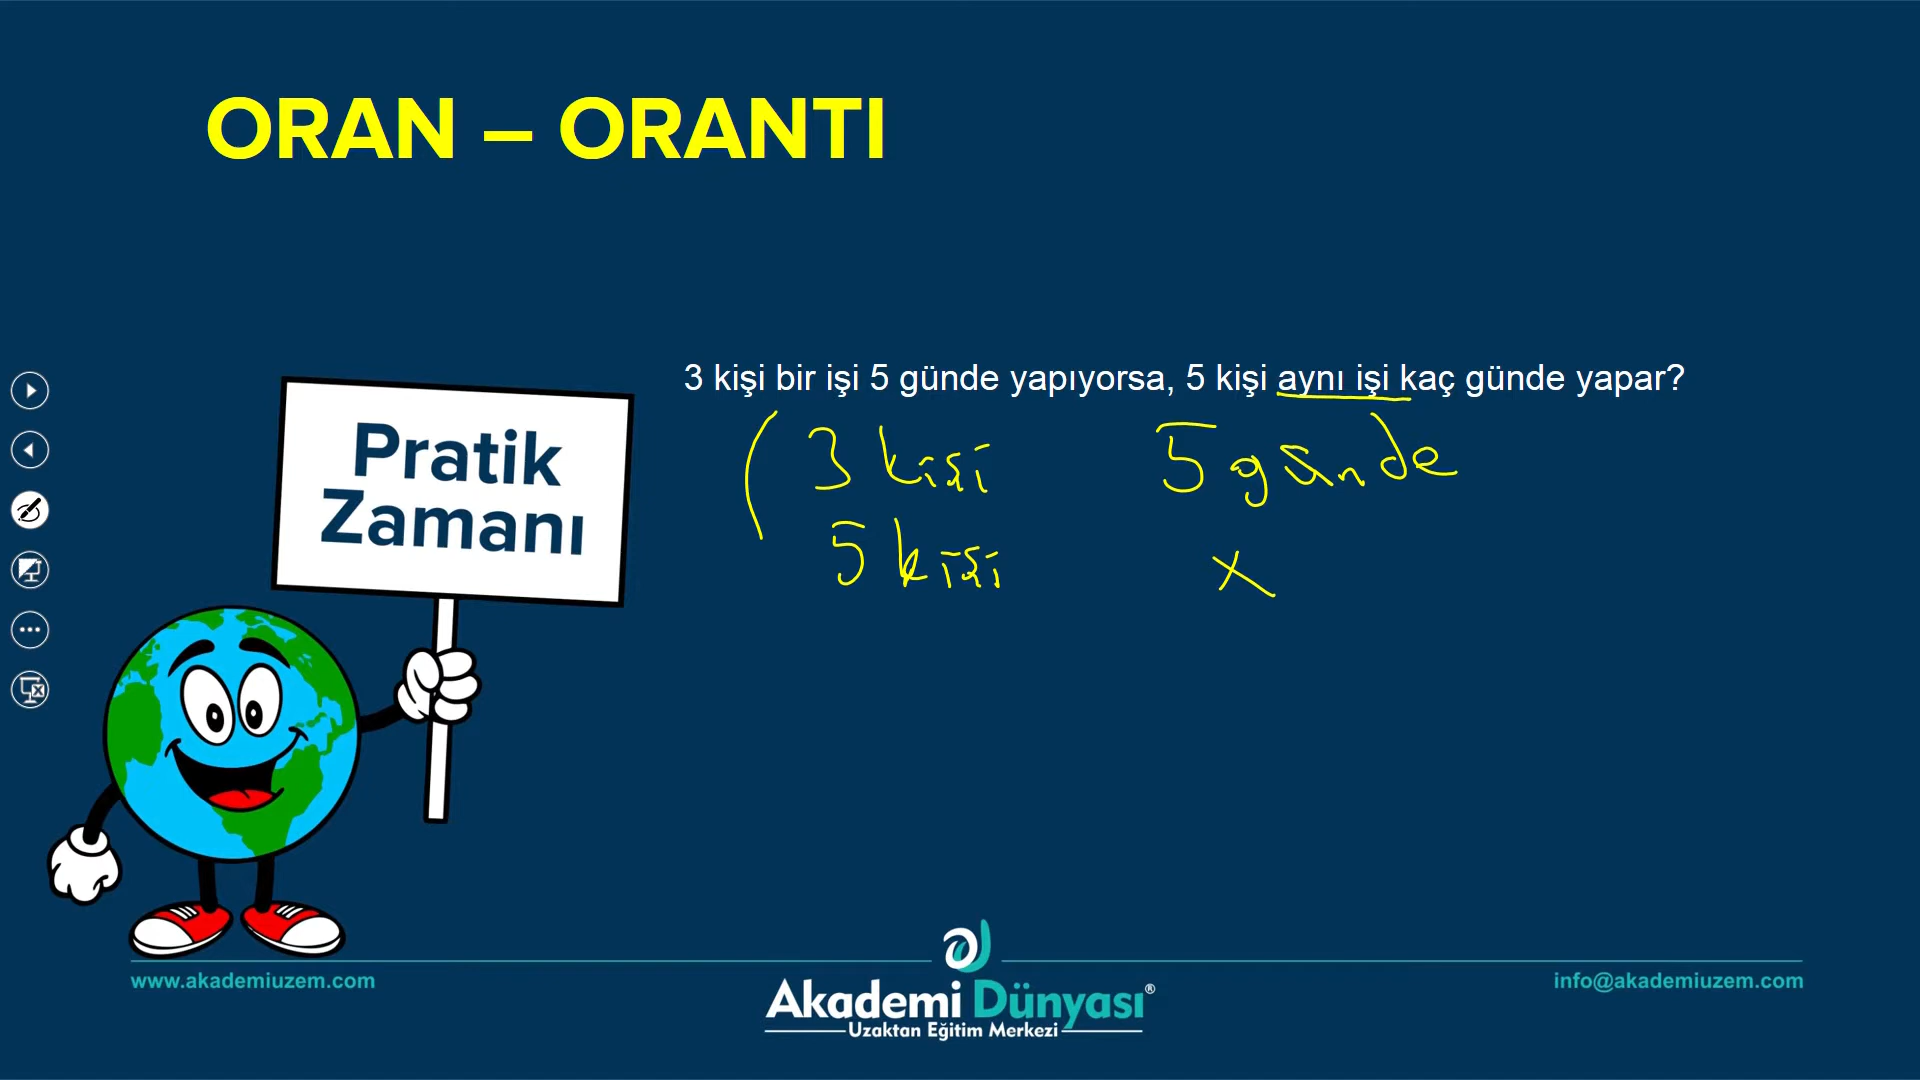 ORAN – ORANTI
3 kişi bir işi 5 günde yapıyorsa, 5 kişi aynı işi kaç günde yapar?
Pratik
Zamanı
3 kişi 5 günde
5 kişi x
www.akademiuzem.com
Akademi Dünyası®
Uzaktan Eğitim Merkezi
info@akademiuzem.com